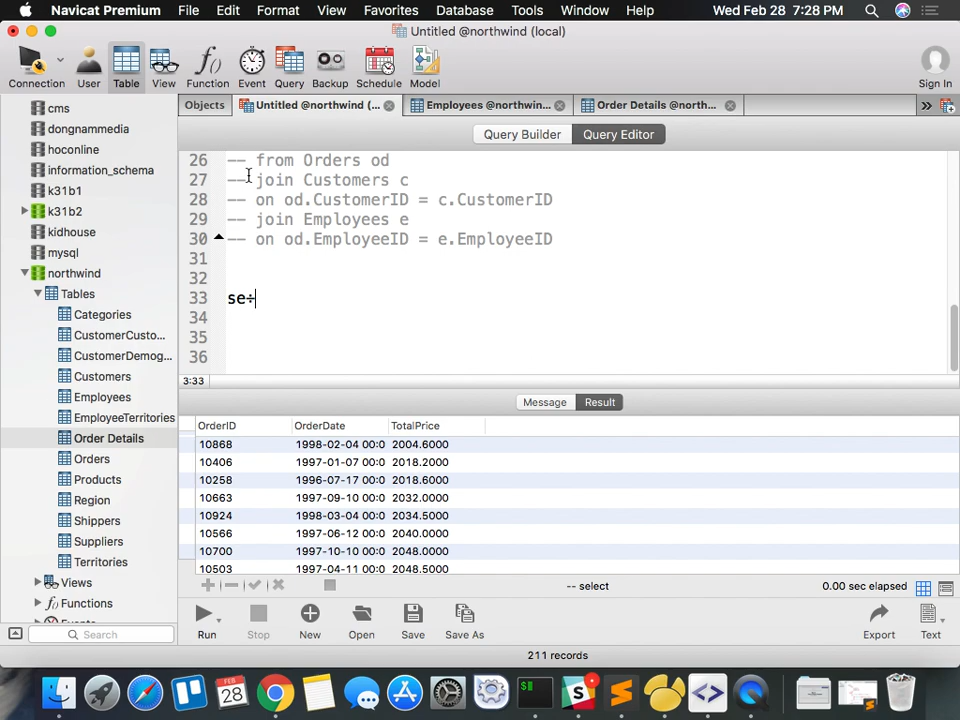 Navicat Premium File Edit Format View Favorites Database Tools Window Help Wed Feb 28 7:28 PM
Untitled @northwind (local)
Connection User Table View Function Event Query Backup Schedule Model Sign In
Objects Untitled @northwind (... Employees @northwin... Order Details @north... »
Query Builder Query Editor
cms
dongnammedia
hoconline
information_schema
k31b1
k31b2
kidhouse
mysql
northwind
Tables
Categories
CustomerCusto...
CustomerDemog...
Customers
Employees
EmployeeTerritories
Order Details
Orders
Products
Region
Shippers
Suppliers
Territories
Views
Functions
Search
26 -- from Orders od
27 -- join Customers c
28 -- on od.CustomerID = c.CustomerID
29 -- join Employees e
30 -- on od.EmployeeID = e.EmployeeID
31
32
33 se÷
34
35
36
3:33
Message Result
OrderID OrderDate TotalPrice
10868 1998-02-04 00:0 2004.6000
10406 1997-01-07 00:0 2018.2000
10258 1996-07-17 00:0 2018.6000
10663 1997-09-10 00:0 2032.0000
10924 1998-03-04 00:0 2034.5000
10566 1997-06-12 00:0 2040.0000
10700 1997-10-10 00:0 2048.0000
10503 1997-04-11 00:0 2048.5000
-- select 0.00 sec elapsed
Run Stop New Open Save Save As Export Text
211 records
FEB
28